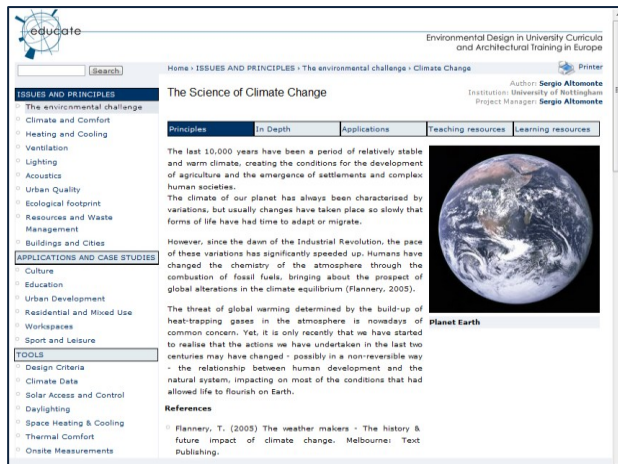 educate
Environmental Design in University Curricula
and Architectural Training in Europe
Search
Home › ISSUES AND PRINCIPLES › The environmental challenge › Climate Change
Printer
ISSUES AND PRINCIPLES
The environmental challenge
Climate and Comfort
Heating and Cooling
Ventilation
Lighting
Acoustics
Urban Quality
Ecological footprint
Resources and Waste
Management
Buildings and Cities
APPLICATIONS AND CASE STUDIES
Culture
Education
Urban Development
Residential and Mixed Use
Workspaces
Sport and Leisure
TOOLS
Design Criteria
Climate Data
Solar Access and Control
Daylighting
Space Heating & Cooling
Thermal Comfort
Onsite Measurements
The Science of Climate Change
Author: Sergio Altomonte
Institution: University of Nottingham
Project Manager: Sergio Altomonte
Principles
In Depth
Applications
Teaching resources
Learning resources
The last 10,000 years have been a period of relatively stable
and warm climate, creating the conditions for the development
of agriculture and the emergence of settlements and complex
human societies.
The climate of our planet has always been characterised by
variations, but usually changes have taken place so slowly that
forms of life have had time to adapt or migrate.
However, since the dawn of the Industrial Revolution, the pace
of these variations has significantly speeded up. Humans have
changed the chemistry of the atmosphere through the
combustion of fossil fuels, bringing about the prospect of
global alterations in the climate equilibrium (Flannery, 2005).
The threat of global warming determined by the build-up of
heat-trapping gases in the atmosphere is nowadays of
common concern. Yet, it is only recently that we have started
to realise that the actions we have undertaken in the last two
centuries may have changed - possibly in a non-reversible way
- the relationship between human development and the
natural system, impacting on most of the conditions that had
allowed life to flourish on Earth.
References
Flannery, T. (2005) The weather makers - The history &
future impact of climate change. Melbourne: Text
Publishing.
Planet Earth